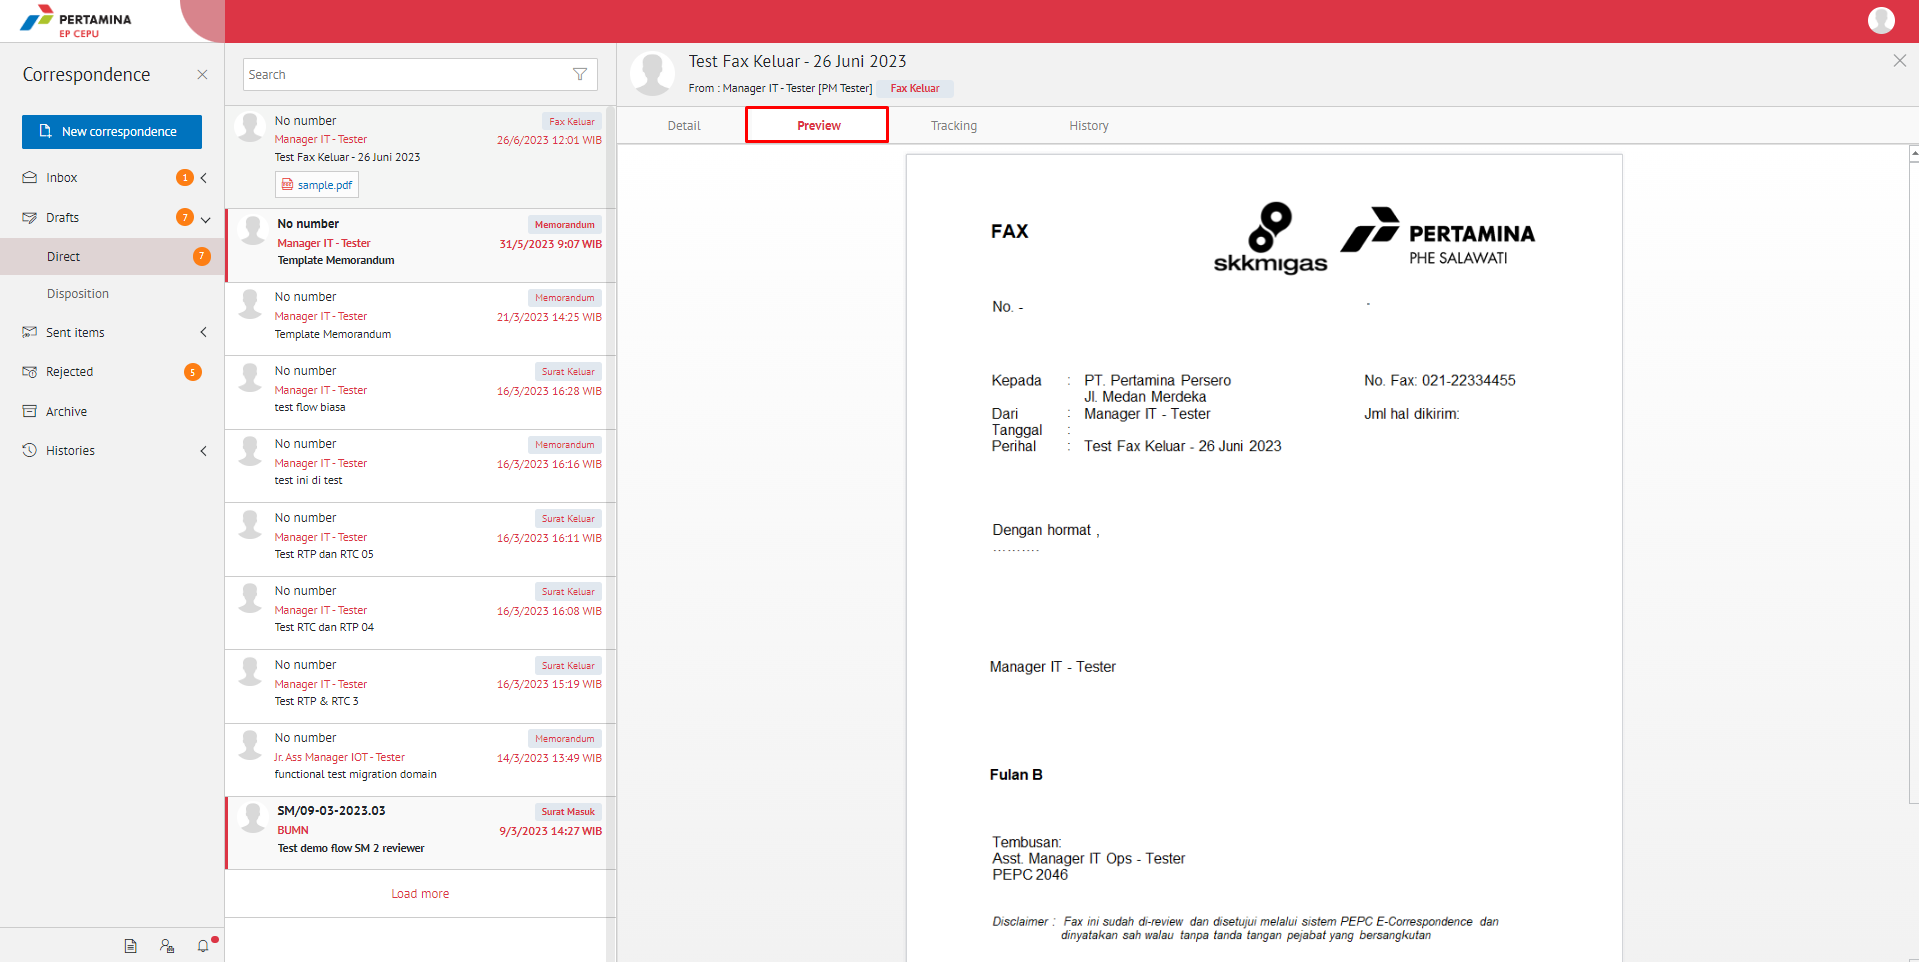 PERTAMINA
EP CEPU
Correspondence
New correspondence
Inbox
1
Drafts
7
Direct
7
Disposition
Sent items
Rejected
5
Archive
Histories
Search
No number
Fax Keluar
Manager IT - Tester
26/6/2023 12:01 WIB
Test Fax Keluar - 26 Juni 2023
sample.pdf
No number
Memorandum
Manager IT - Tester
31/5/2023 9:07 WIB
Template Memorandum
No number
Memorandum
Manager IT - Tester
21/3/2023 14:25 WIB
Template Memorandum
No number
Surat Keluar
Manager IT - Tester
16/3/2023 16:28 WIB
test flow biasa
No number
Memorandum
Manager IT - Tester
16/3/2023 16:16 WIB
test ini di test
No number
Surat Keluar
Manager IT - Tester
16/3/2023 16:11 WIB
Test RTP dan RTC 05
No number
Surat Keluar
Manager IT - Tester
16/3/2023 16:08 WIB
Test RTC dan RTP 04
No number
Surat Keluar
Manager IT - Tester
16/3/2023 15:19 WIB
Test RTP & RTC 3
No number
Memorandum
Jr. Ass Manager IOT - Tester
14/3/2023 13:49 WIB
functional test migration domain
SM/09-03-2023.03
Surat Masuk
BUMN
9/3/2023 14:27 WIB
Test demo flow SM 2 reviewer
Load more
Test Fax Keluar - 26 Juni 2023
From : Manager IT - Tester [PM Tester] Fax Keluar
Detail Preview Tracking History
FAX
skkmigas
PERTAMINA
PHE SALAWATI
No. - -
Kepada : PT. Pertamina Persero No. Fax: 021-22334455
Jl. Medan Merdeka
Dari : Manager IT - Tester Jml hal dikirim:
Tanggal :
Perihal : Test Fax Keluar - 26 Juni 2023
Dengan hormat ,
..........
Manager IT - Tester
Fulan B
Tembusan:
Asst. Manager IT Ops - Tester
PEPC 2046
Disclaimer : Fax ini sudah di-review dan disetujui melalui sistem PEPC E-Correspondence dan
dinyatakan sah walau tanpa tanda tangan pejabat yang bersangkutan